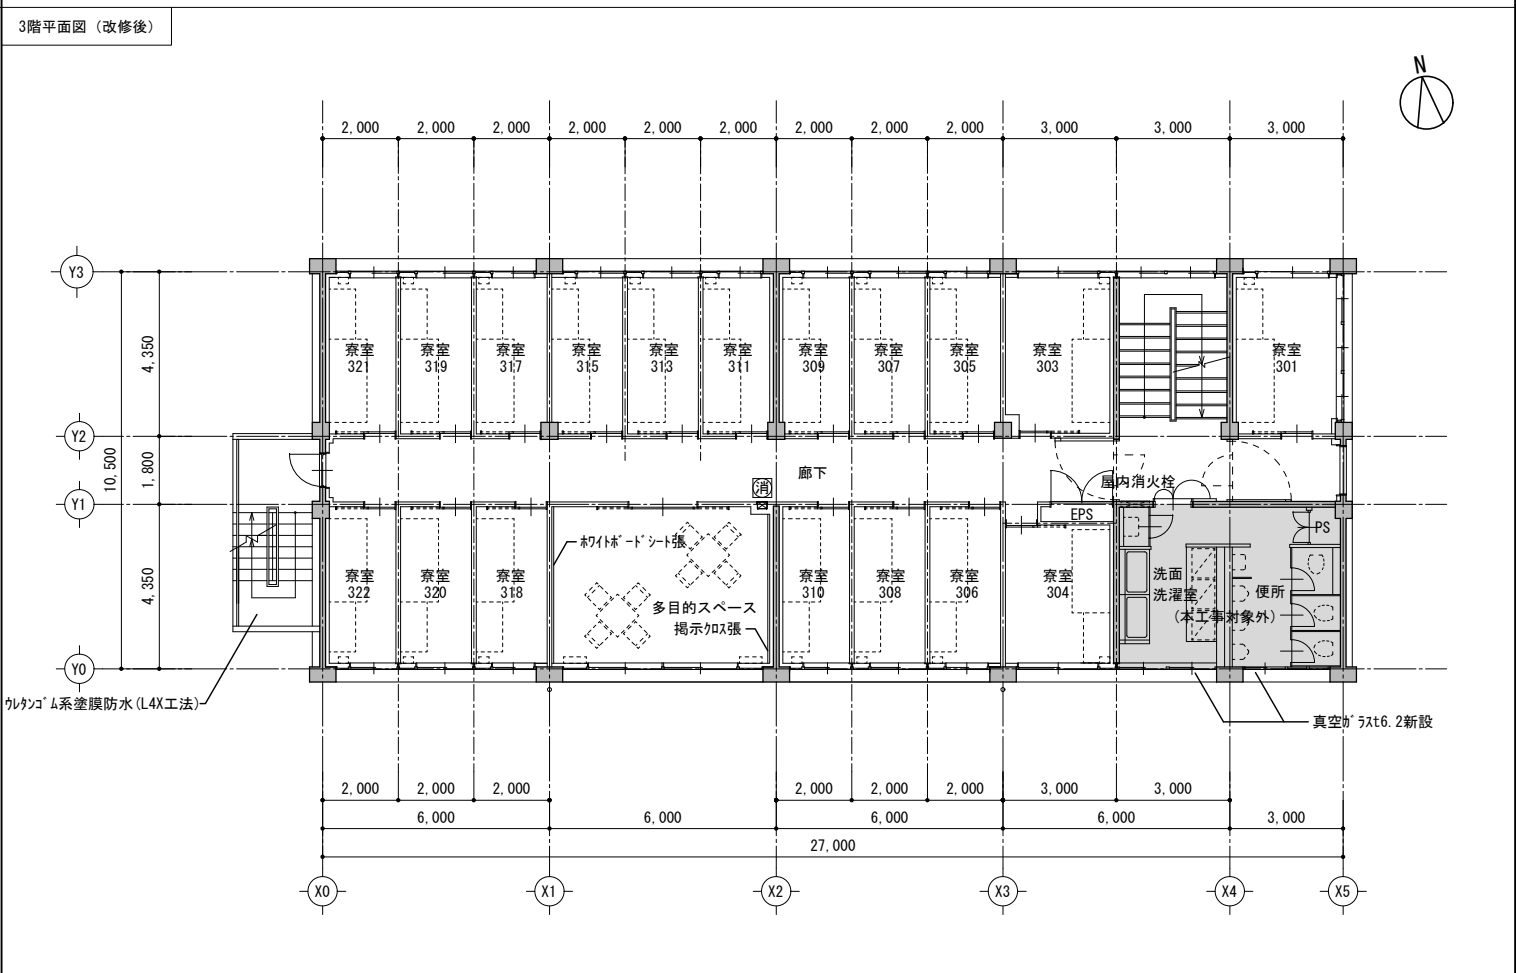 3階平面図（改修後）
N
2,000 2,000 2,000 2,000 2,000 2,000 2,000 2,000 2,000 3,000 3,000 3,000
Y3
Y2
Y1
Y0
4,350
1,800
4,350
10,500
寮室
321
寮室
319
寮室
317
寮室
315
寮室
313
寮室
311
寮室
309
寮室
307
寮室
305
寮室
303
寮室
301
廊下
消
屋内消火栓
EPS
PS
寮室
322
寮室
320
寮室
318
ﾎﾜｲﾄﾎﾞｰﾄﾞｼｰﾄ張
多目的スペース
掲示ｸﾛｽ張
寮室
310
寮室
308
寮室
306
寮室
304
洗面
洗濯室
便所
(本工事対象外)
ｳﾚﾀﾝｺﾞﾑ系塗膜防水(L4X工法)
真空ｶﾞﾗｽt6.2新設
2,000 2,000 2,000 2,000 2,000 2,000 3,000 3,000
6,000 6,000 6,000 6,000 3,000
27,000
X0 X1 X2 X3 X4 X5